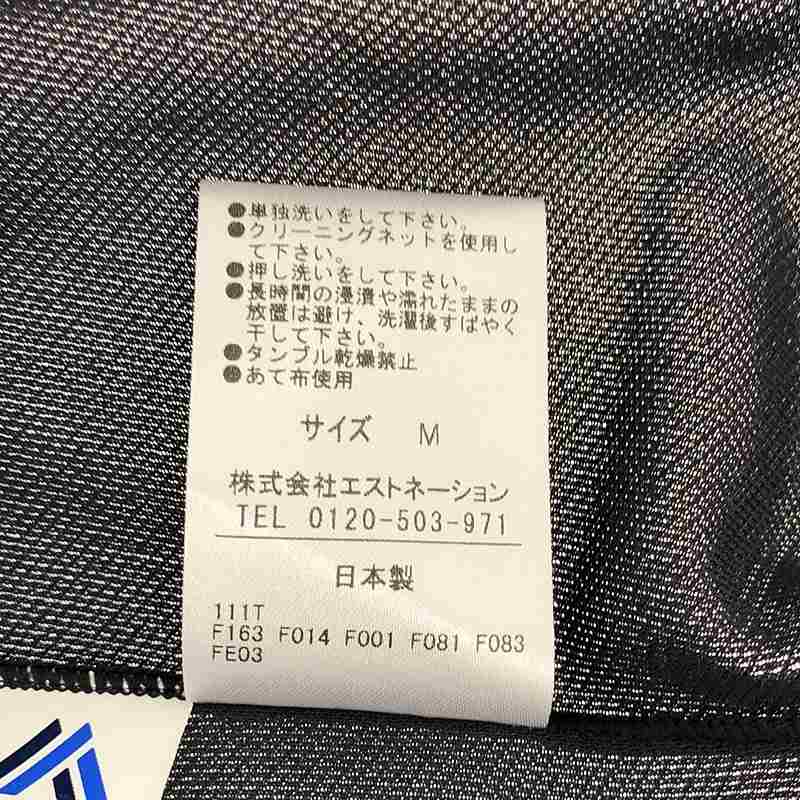 ●単独洗いをして下さい。
●クリーニングネットを使用し
て下さい。
●押し洗いをして下さい。
●長時間の浸漬や濡れたままの
放置は避け、洗濯後すばやく
干して下さい。
●タンブル乾燥禁止
●あて布使用
サイズ M
株式会社エストネーション
TEL 0120-503-971
日本製
111T
F163 F014 F001 F081 F083
FE03